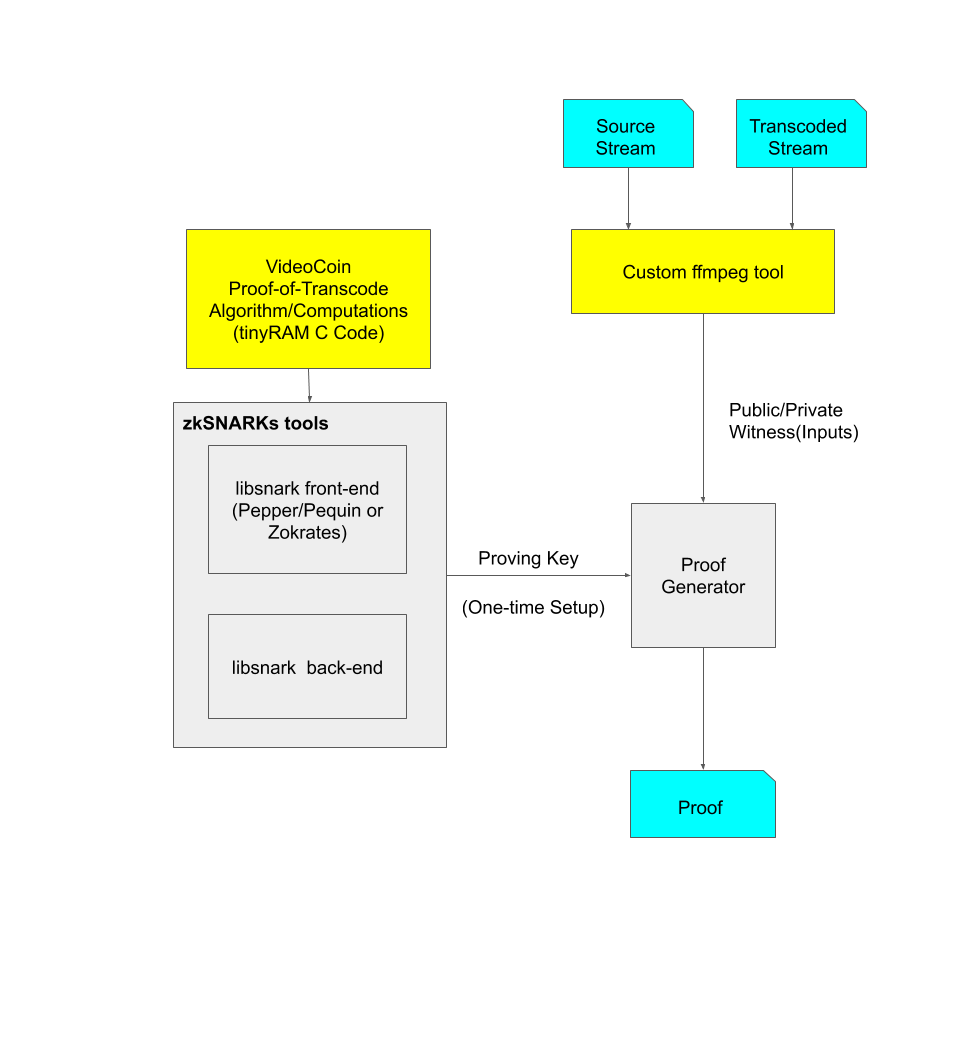 Source
Stream
Transcoded
Stream
VideoCoin
Proof-of-Transcode
Algorithm/Computations
(tinyRAM C Code)
Custom ffmpeg tool
Public/Private
Witness(Inputs)
zkSNARKs tools
libsnark front-end
(Pepper/Pequin or
Zokrates)
Proving Key
(One-time Setup)
Proof
Generator
libsnark  back-end
Proof